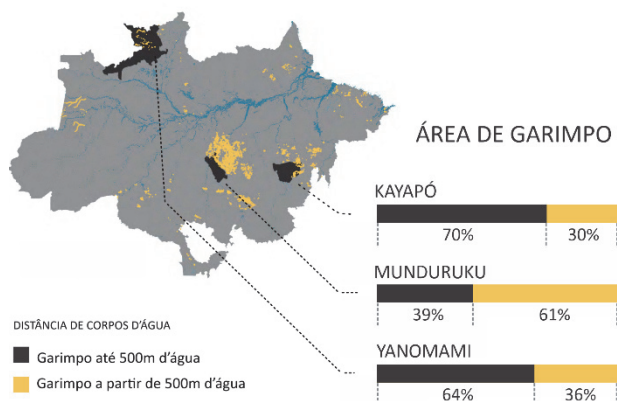 ÁREA DE GARIMPO
KAYAPÓ
70% 30%
MUNDURUKU
39% 61%
YANOMAMI
64% 36%
DISTÂNCIA DE CORPOS D'ÁGUA
Garimpo até 500m d'água
Garimpo a partir de 500m d'água